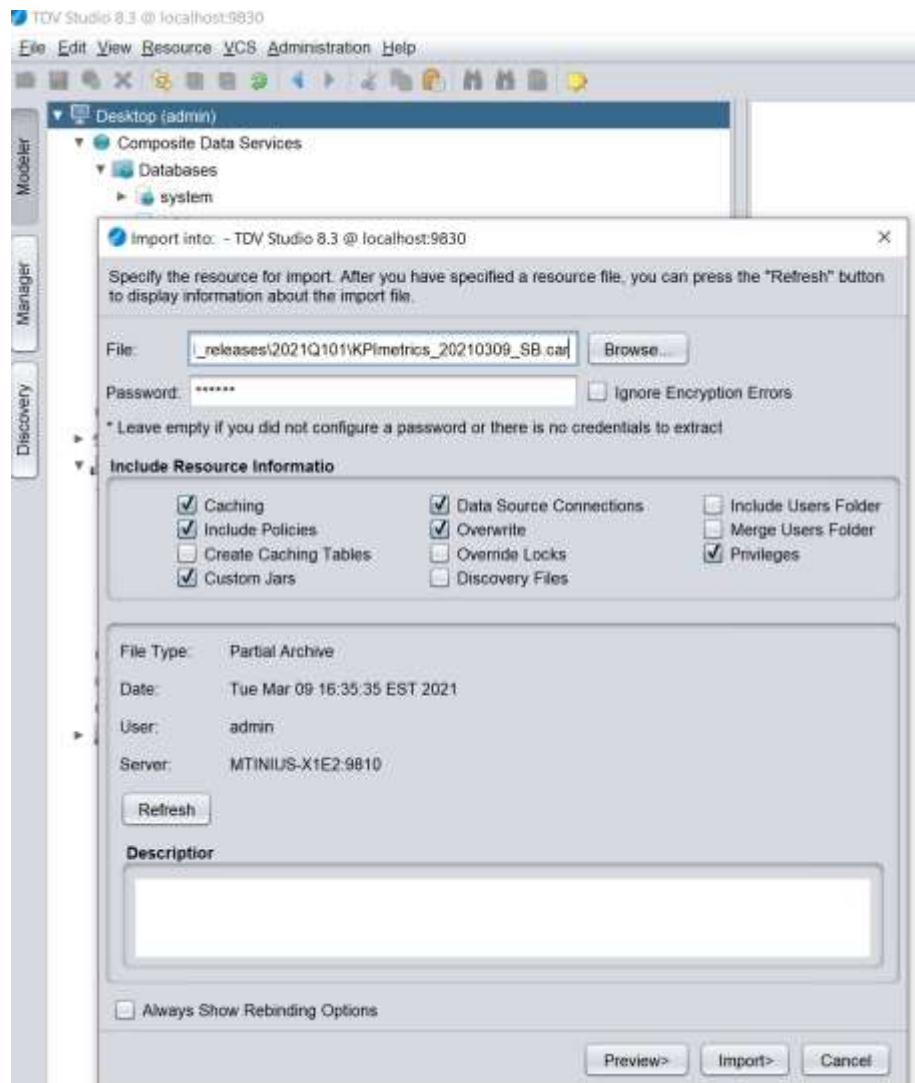 TDV Studio 8.3 @ localhost:9830
File Edit View Resource VCS Administration Help
Modeler
Manager
Discovery
Desktop (admin)
Composite Data Services
Databases
system
Import into: - TDV Studio 8.3 @ localhost:9830
Specify the resource for import. After you have specified a resource file, you can press the "Refresh" button
to display information about the import file.
File: _releases\2021Q101\KPImetrics_20210309_SB.car Browse...
Password: ****** Ignore Encryption Errors
* Leave empty if you did not configure a password or there is no credentials to extract
Include Resource Informatio
Caching Data Source Connections Include Users Folder
Include Policies Overwrite Merge Users Folder
Create Caching Tables Override Locks Privileges
Custom Jars Discovery Files
File Type: Partial Archive
Date: Tue Mar 09 16:35:35 EST 2021
User: admin
Server: MTINIUS-X1E2:9810
Refresh
Descriptior
Always Show Rebinding Options
Preview> Import> Cancel